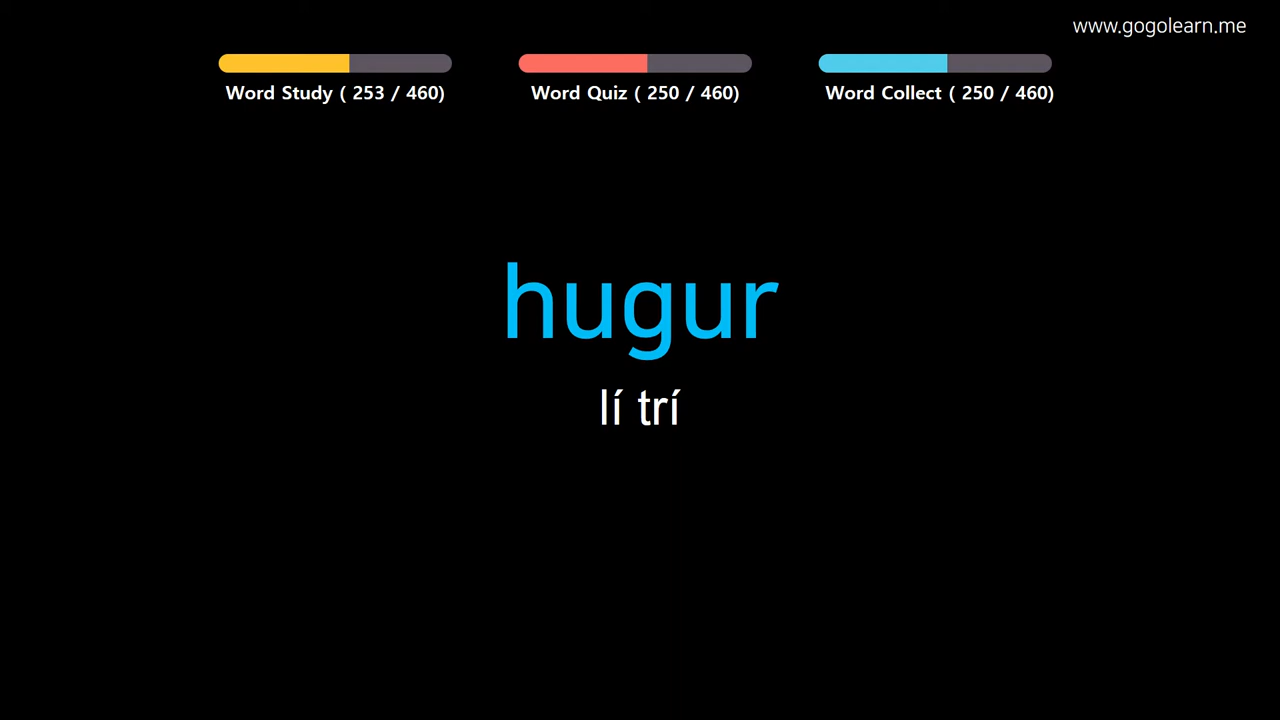 www.gogolearn.me
Word Study ( 253 / 460)
Word Quiz ( 250 / 460)
Word Collect ( 250 / 460)
hugur
lí trí